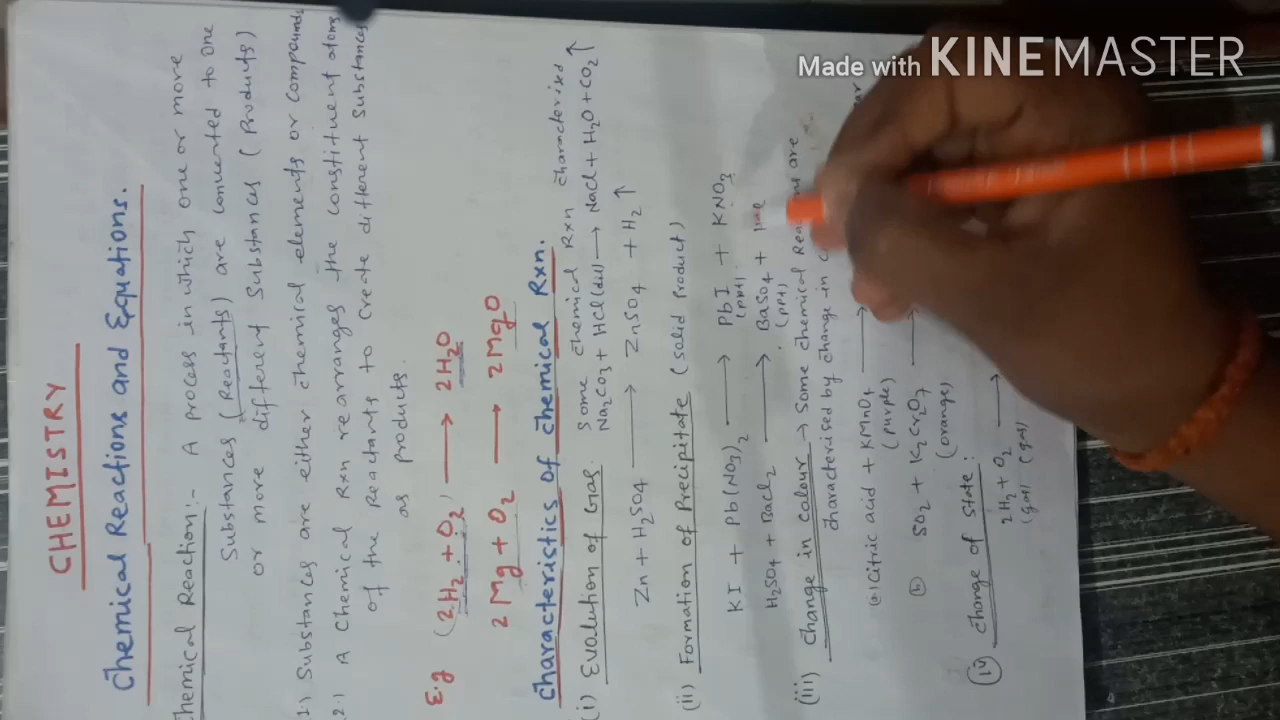 Made with KINEMASTER
CHEMISTRY
Chemical Reactions and Equations.
Chemical Reaction:- A process in which one or more
Substances (Reactants) are converted to one
or more different Substances (Products)
1.) Substances are either chemical elements or compounds
2.) A Chemical Rxn rearranges the constituent atoms
of the reactants to create different substances
as products.
E.g (2H₂ + O₂) ⟶ 2H₂O
2Mg + O₂ ⟶ 2MgO
Characteristics of chemical Rxn.
(i) Evalution of Gas. Some chemical Rxn characterised
Na₂CO₃ + HCl(dil) ⟶ NaCl + H₂O + CO₂ ↑
Zn + H₂SO₄ ⟶ ZnSO₄ + H₂ ↑
(ii) Formation of Precipitate (Solid Product)
KI + Pb(NO₃)₂ ⟶ PbI + KNO₃
(PPt)
H₂SO₄ + BaCl₂ ⟶ BaSO₄ +
(PPt)
(iii) Change in Colour → Some chemical are
characterised by change in
(a) Citric acid + KMnO₄ ⟶
(Purple)
(b) SO₂ + K₂Cr₂O₇ ⟶
(orange)
(iv) Change of State:
2H₂ + O₂ ⟶
(gas) (gas)